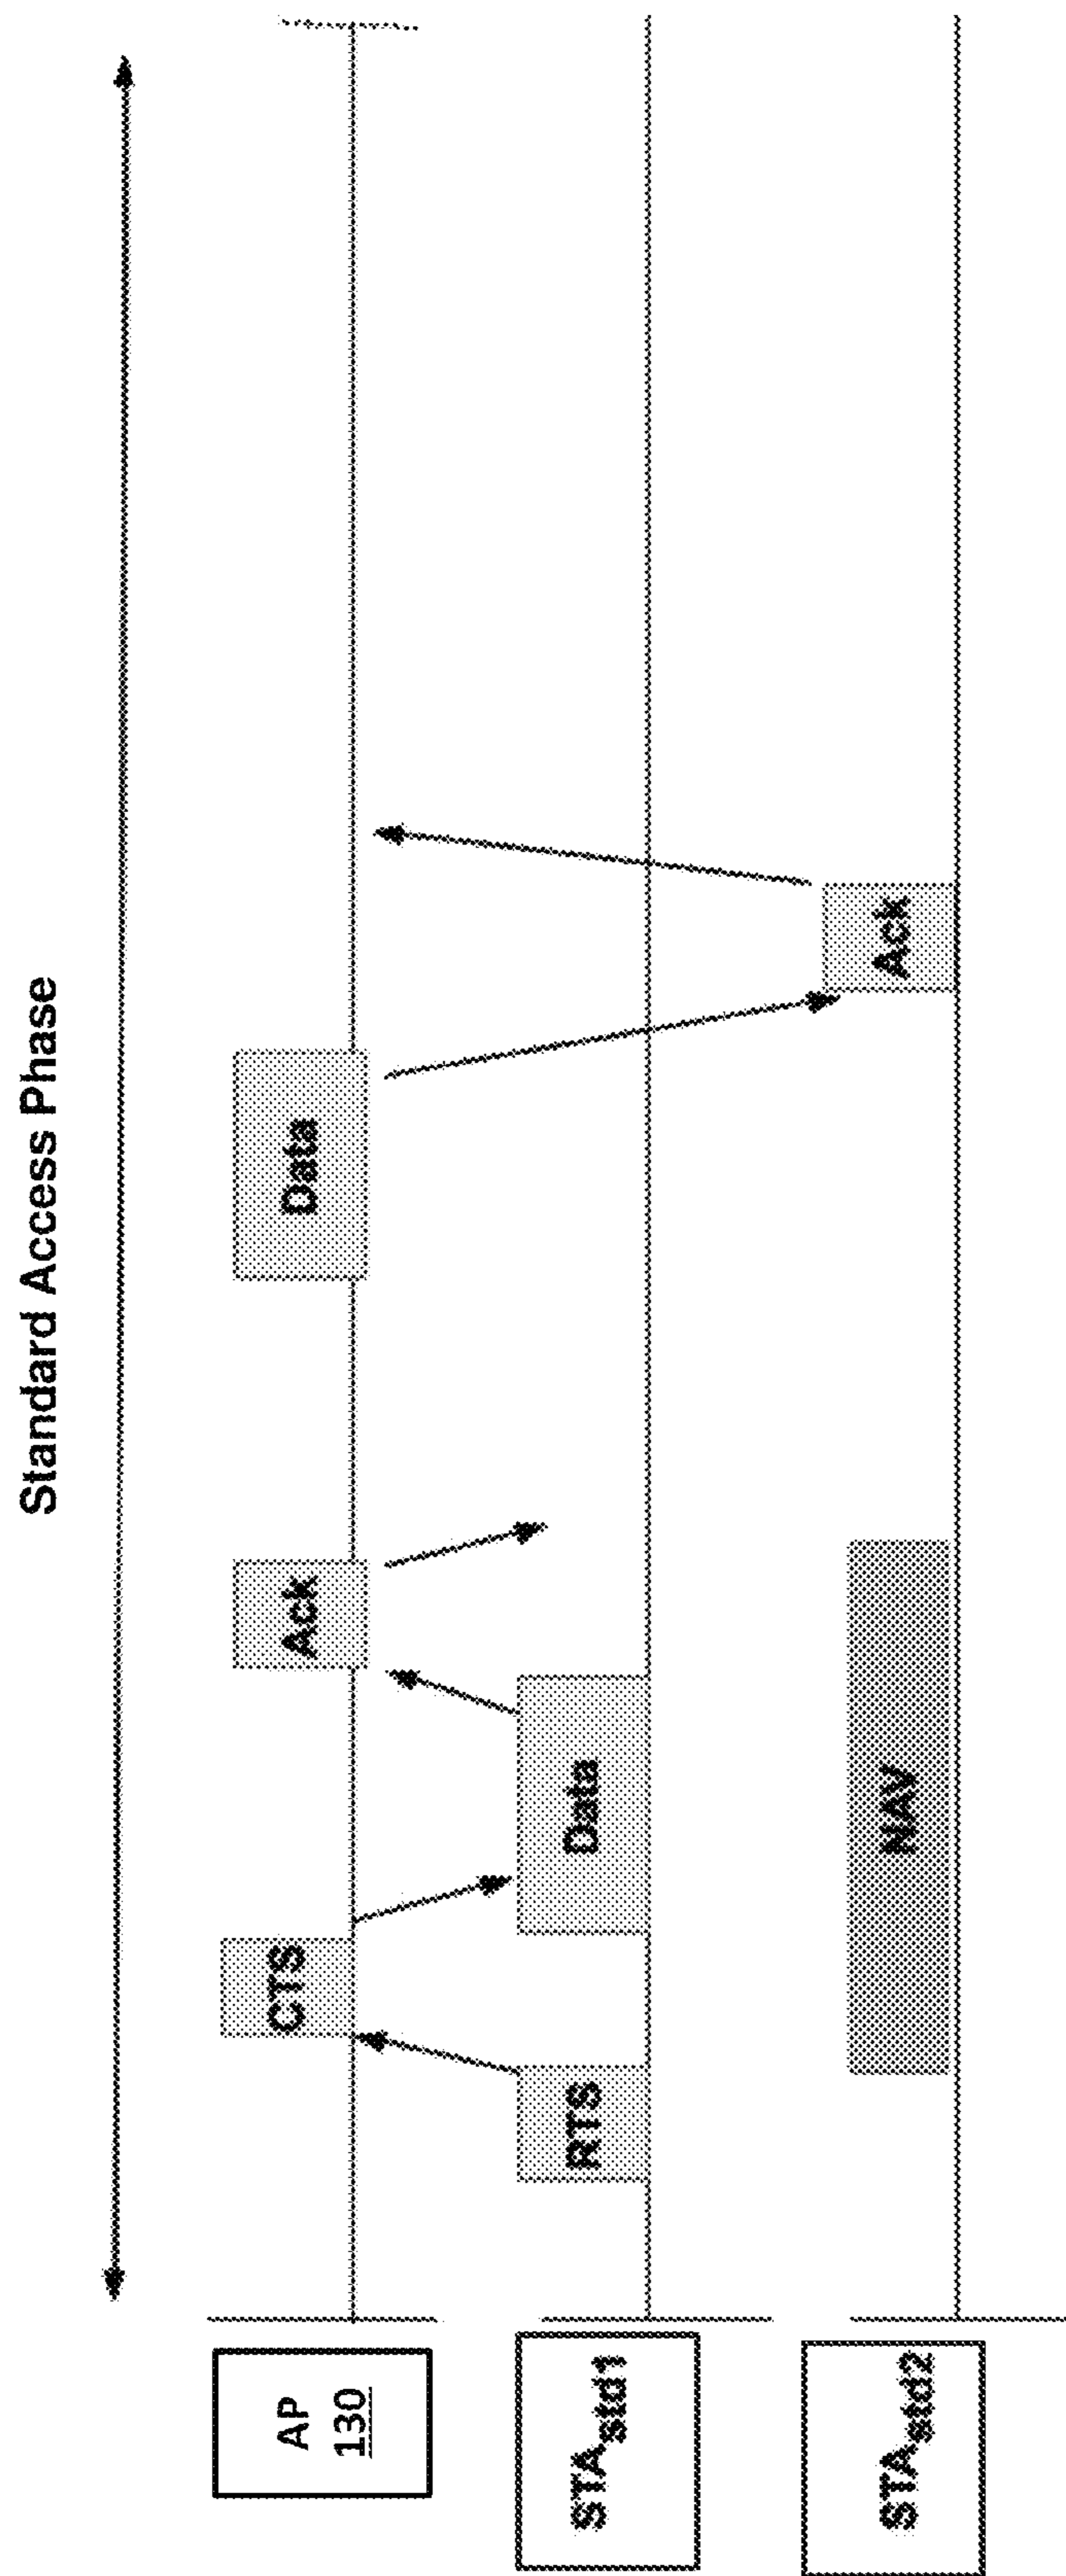 Standard Access Phase
AP
130
CTS
Ack
Data
STAstd1
RTS
Data
STAstd2
NAV
Ack